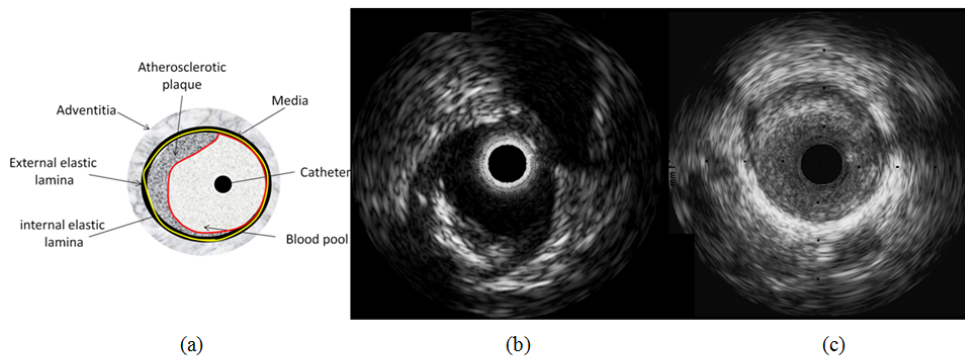 Atherosclerotic
plaque
Media
Adventitia
External elastic
lamina
Catheter
internal elastic
lamina
Blood pool
(a)
(b)
(c)